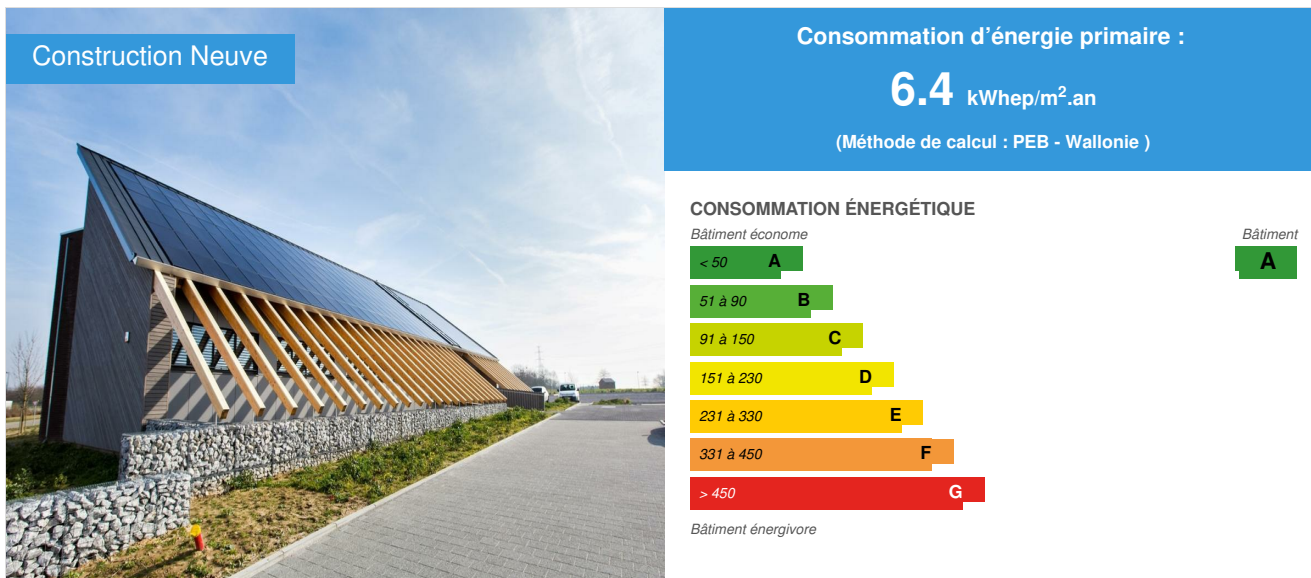 Construction Neuve
Consommation d'énergie primaire :
6.4 kWhep/m².an
(Méthode de calcul : PEB - Wallonie )
CONSOMMATION ÉNERGÉTIQUE
Bâtiment économe
Bâtiment
< 50 A
A
51 à 90 B
91 à 150 C
151 à 230 D
231 à 330 E
331 à 450 F
> 450 G
Bâtiment énergivore